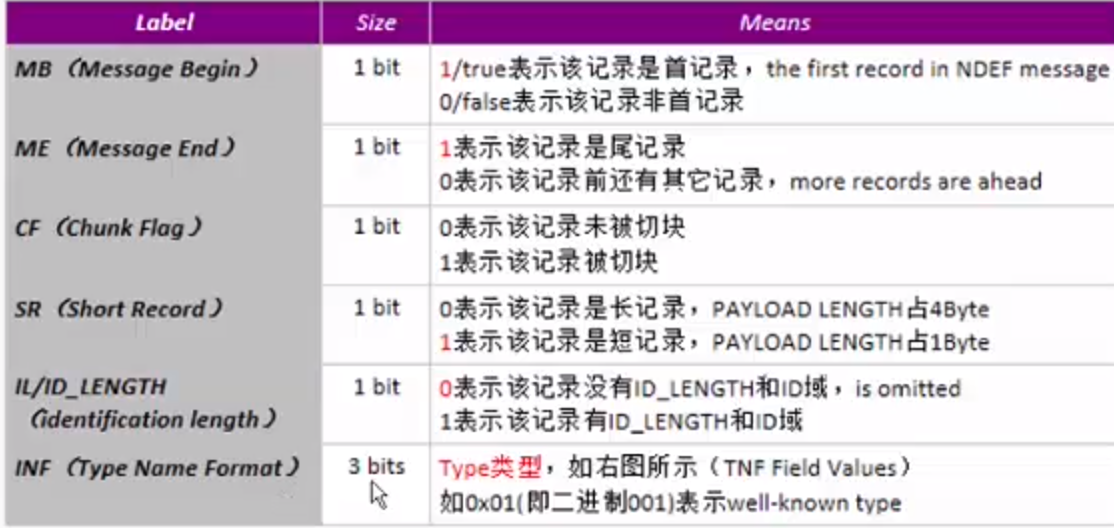 Label Size Means
MB（Message Begin） 1 bit 1/true表示该记录是首记录，the first record in NDEF message
0/false表示该记录非首记录
ME（Message End） 1 bit 1表示该记录是尾记录
0表示该记录前还有其它记录，more records are ahead
CF（Chunk Flag） 1 bit 0表示该记录未被切块
1表示该记录被切块
SR（Short Record） 1 bit 0表示该记录是长记录，PAYLOAD LENGTH占4Byte
1表示该记录是短记录，PAYLOAD LENGTH占1Byte
IL/ID_LENGTH 1 bit 0表示该记录没有ID_LENGTH和ID域，is omitted
（identification length） 1表示该记录有ID_LENGTH和ID域
INF（Type Name Format） 3 bits Type类型，如右图所示（TNF Field Values）
如0x01(即二进制001)表示well-known type